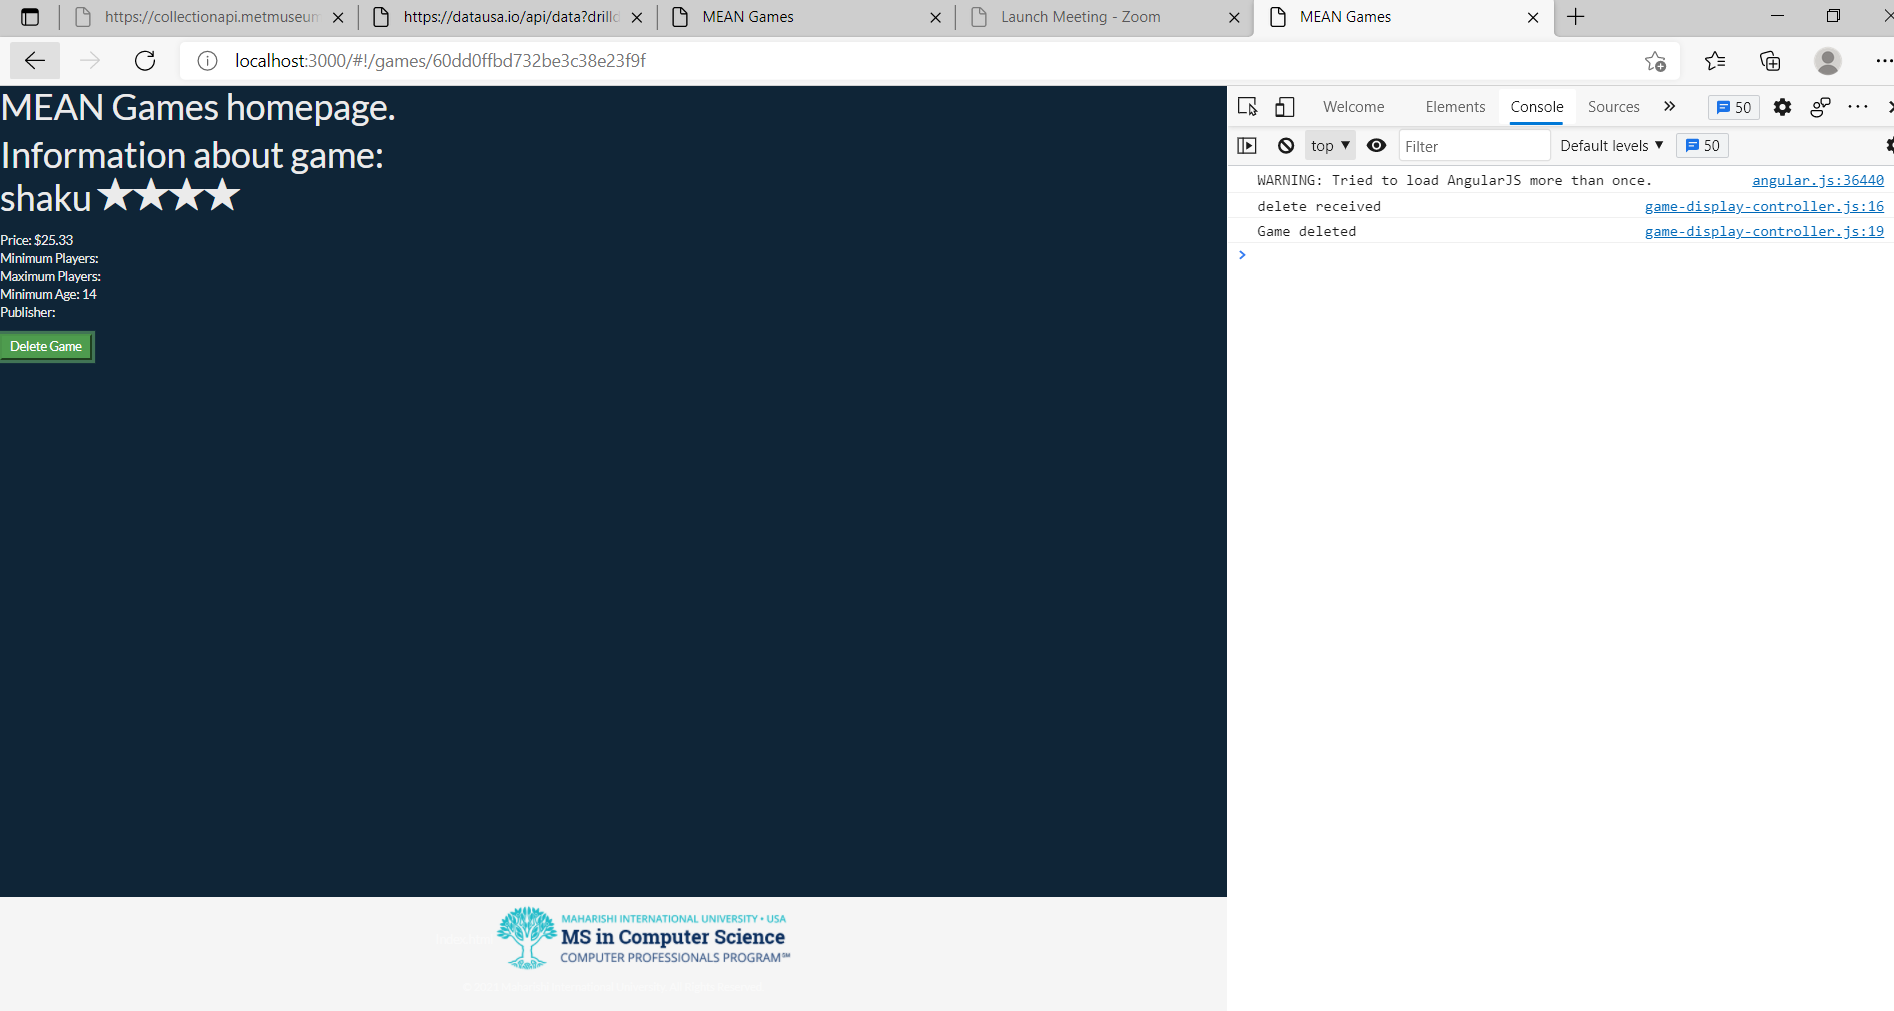 https://collectionapi.metmuseum
https://datausa.io/api/data?drilld
MEAN Games
Launch Meeting - Zoom
MEAN Games
localhost:3000/#!/games/60dd0ffbd732be3c38e23f9f
MEAN Games homepage.
Information about game:
shaku ★★★★
Price: $25.33
Minimum Players:
Maximum Players:
Minimum Age: 14
Publisher:
Delete Game
MAHARISHI INTERNATIONAL UNIVERSITY • USA
MS in Computer Science
COMPUTER PROFESSIONALS PROGRAM℠
Welcome
Elements
Console
Sources
50
top
Filter
Default levels
50
WARNING: Tried to load AngularJS more than once. angular.js:36440
delete received game-display-controller.js:16
Game deleted game-display-controller.js:19